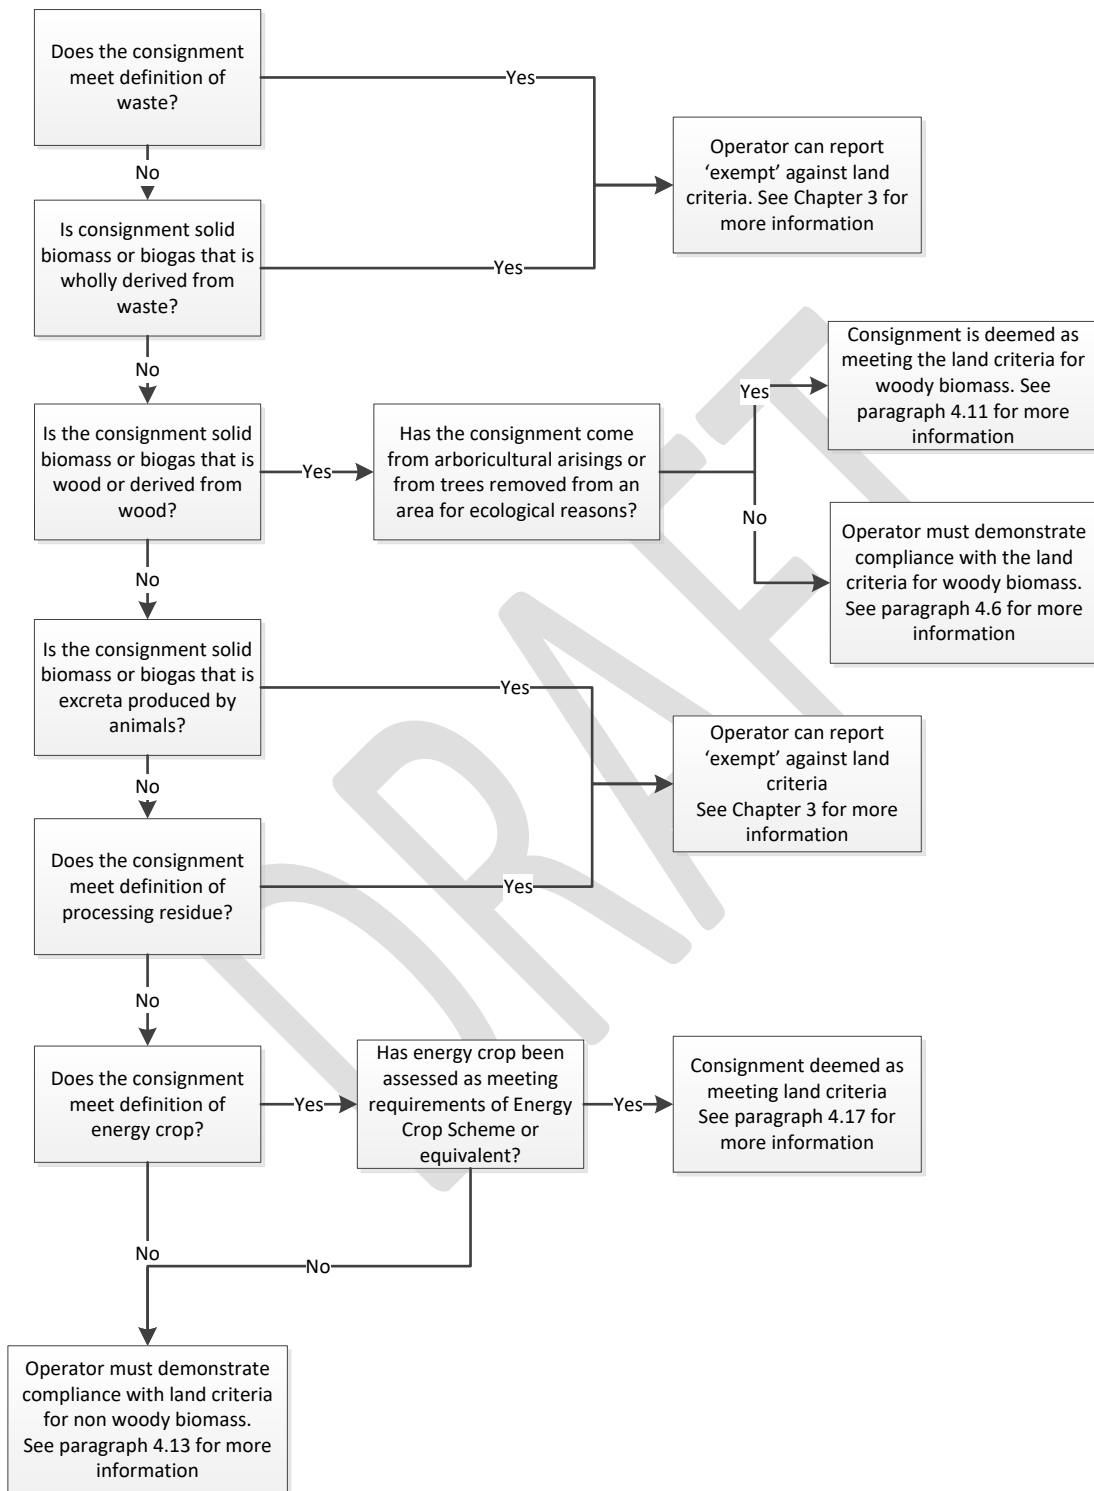 Does the consignment
meet definition of
waste?
Yes
No
Operator can report
‘exempt’ against land
criteria. See Chapter 3 for
more information
Is consignment solid
biomass or biogas that is
wholly derived from
waste?
Yes
No
Consignment is deemed as
meeting the land criteria for
woody biomass. See
paragraph 4.11 for more
information
Is the consignment solid
biomass or biogas that is
wood or derived from
wood?
Yes
Has the consignment come
from arboricultural arisings or
from trees removed from an
area for ecological reasons?
Yes
No
Operator must demonstrate
compliance with the land
criteria for woody biomass.
See paragraph 4.6 for more
information
No
Is the consignment solid
biomass or biogas that is
excreta produced by
animals?
Yes
Operator can report
‘exempt’ against land
criteria
See Chapter 3 for more
information
No
Does the consignment
meet definition of
processing residue?
Yes
No
Does the consignment
meet definition of
energy crop?
Yes
Has energy crop been
assessed as meeting
requirements of Energy
Crop Scheme or
equivalent?
Yes
Consignment deemed as
meeting land criteria
See paragraph 4.17 for
more information
No
No
Operator must demonstrate
compliance with land criteria
for non woody biomass.
See paragraph 4.13 for more
information
DRAFT